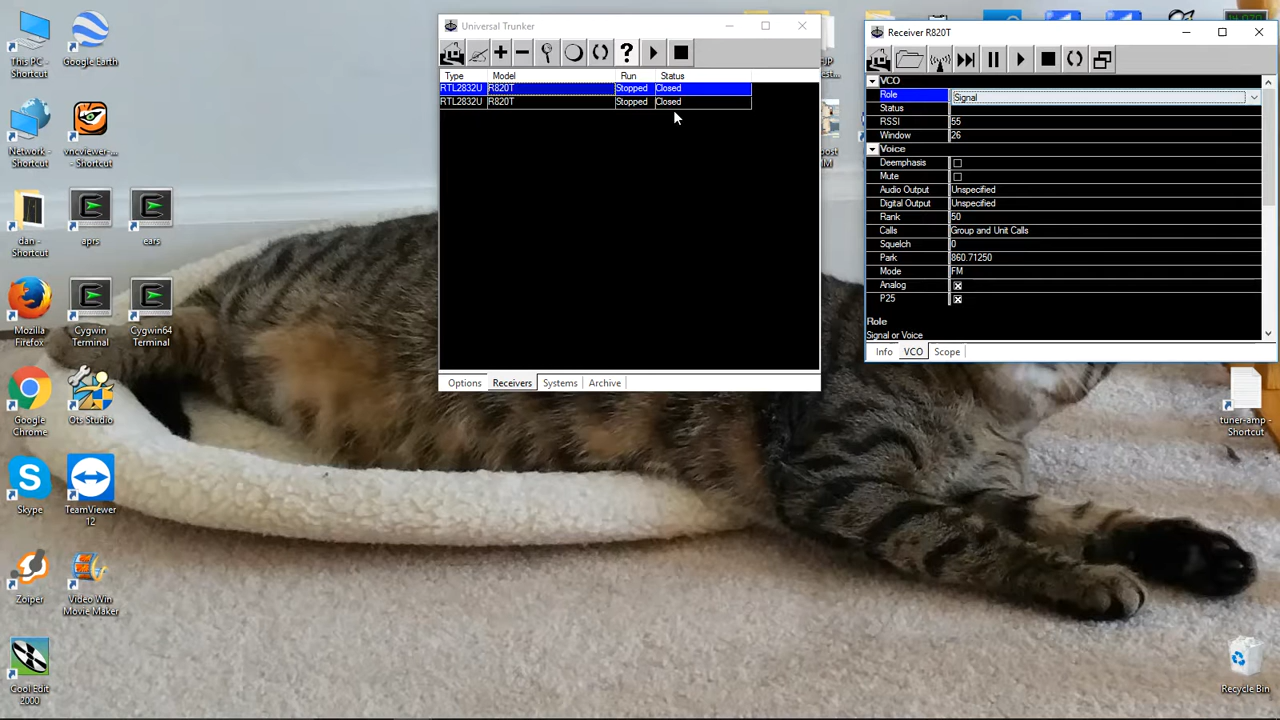 This PC -
Shortcut
Google Earth
Network -
Shortcut
vncviewer-...
- Shortcut
dan -
Shortcut
aprs
ears
Mozilla
Firefox
Cygwin
Terminal
Cygwin64
Terminal
Google
Chrome
Ots Studio
Skype
TeamViewer
12
Zoiper
Video Win
Movie Maker
Cool Edit
2000
Universal Trunker
Type Model Run Status
RTL2832U R820T Stopped Closed
RTL2832U R820T Stopped Closed
Options Receivers Systems Archive
Receiver R820T
VCO
Role Signal
Status
RSSI 55
Window 26
Voice
Deemphasis
Mute
Audio Output Unspecified
Digital Output Unspecified
Rank 50
Calls Group and Unit Calls
Squelch 0
Park 860.71250
Mode FM
Analog
P25
Role
Signal or Voice
Info VCO Scope
tuner-amp -
Shortcut
Recycle Bin